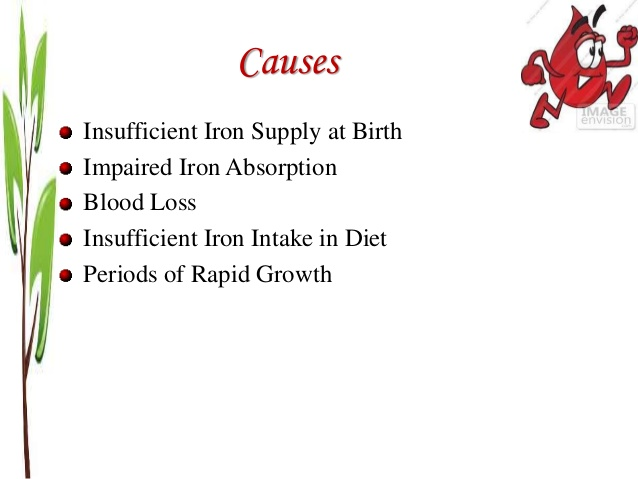 Causes
Insufficient Iron Supply at Birth
Impaired Iron Absorption
Blood Loss
Insufficient Iron Intake in Diet
Periods of Rapid Growth
IMAGE
envision